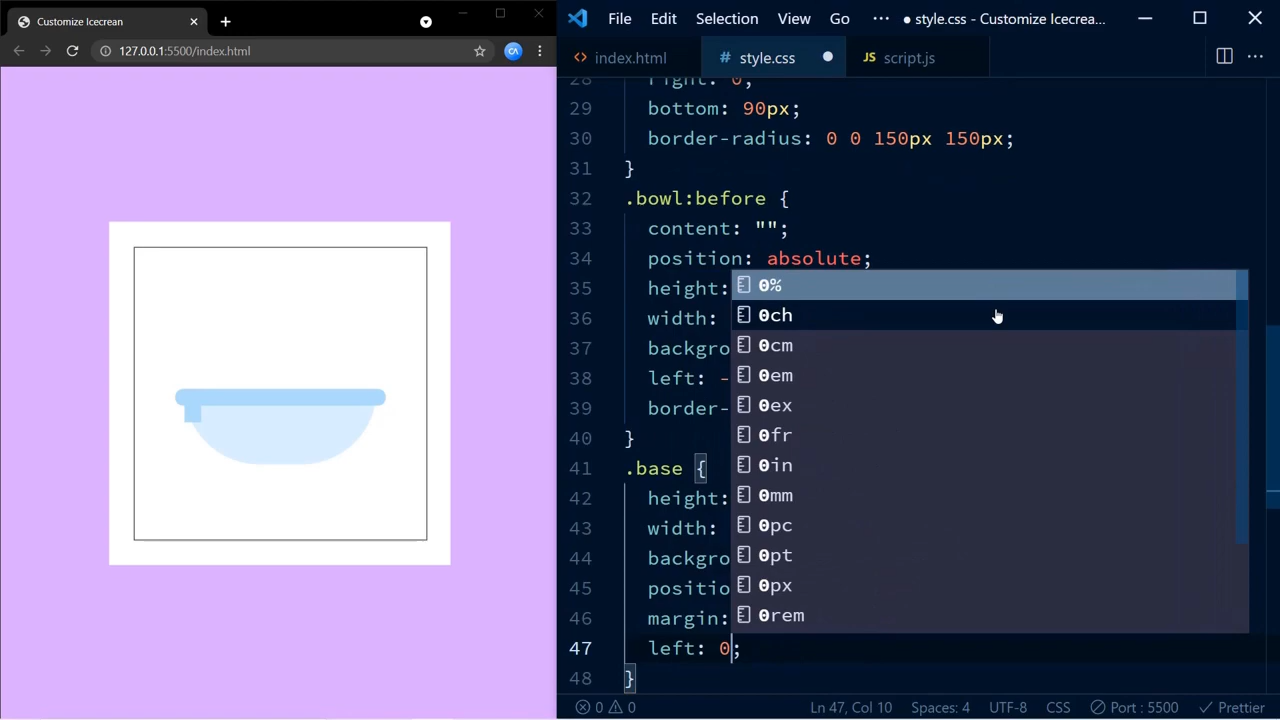 Customize Icecrean
127.0.0.1:5500/index.html
CA
File Edit Selection View Go ··· ● style.css - Customize Icecrea...
<> index.html # style.css JS script.js
28 right: 0;
29 bottom: 90px;
30 border-radius: 0 0 150px 150px;
31 }
32 .bowl:before {
33 content: "";
34 position: absolute;
35 height:
36 width:
37 backgro
38 left: -
39 border-
40 }
41 .base {
42 height:
43 width:
44 backgro
45 positio
46 margin:
47 left: 0;
48 }
0%
0ch
0cm
0em
0ex
0fr
0in
0mm
0pc
0pt
0px
0rem
0 0 Ln 47, Col 10 Spaces: 4 UTF-8 CSS Port : 5500 Prettier